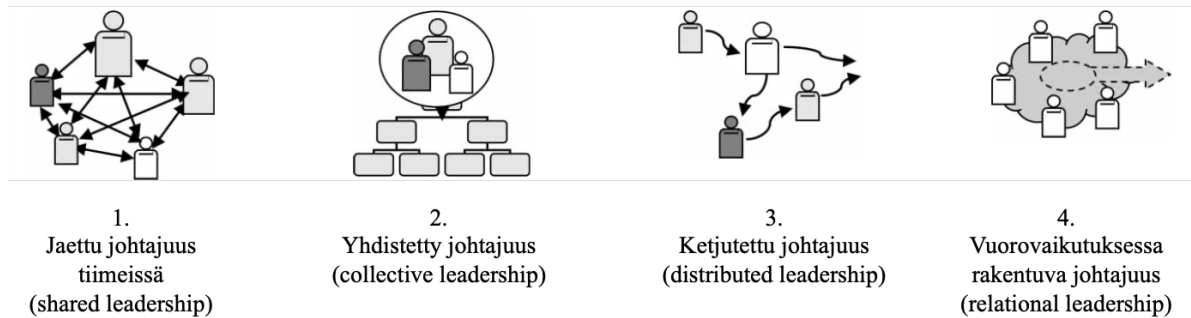 1.
Jaettu johtajuus
tiimeissä
(shared leadership)
2.
Yhdistetty johtajuus
(collective leadership)
3.
Ketjutettu johtajuus
(distributed leadership)
4.
Vuorovaikutuksessa
rakentuva johtajuus
(relational leadership)